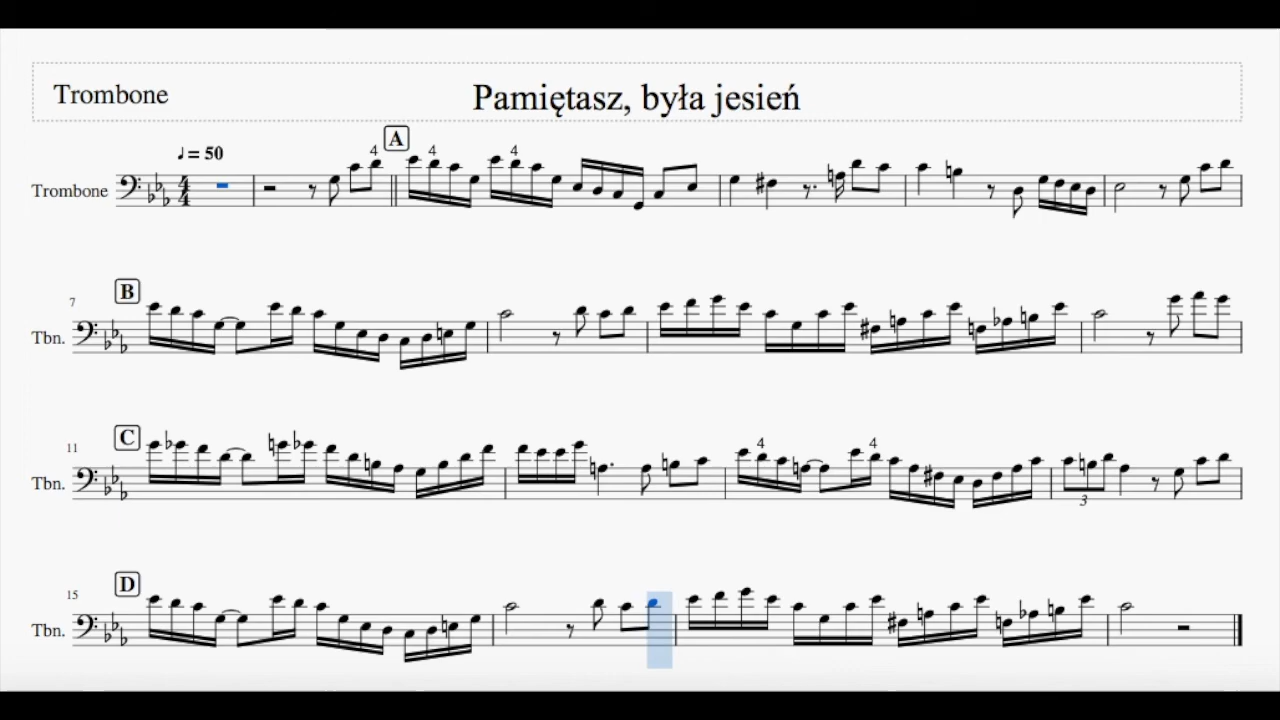 Trombone
Pamiętasz, była jesień
♩= 50
4
A
4
4
Trombone
7
B
Tbn.
11
C
4
4
Tbn.
3
15
D
Tbn.